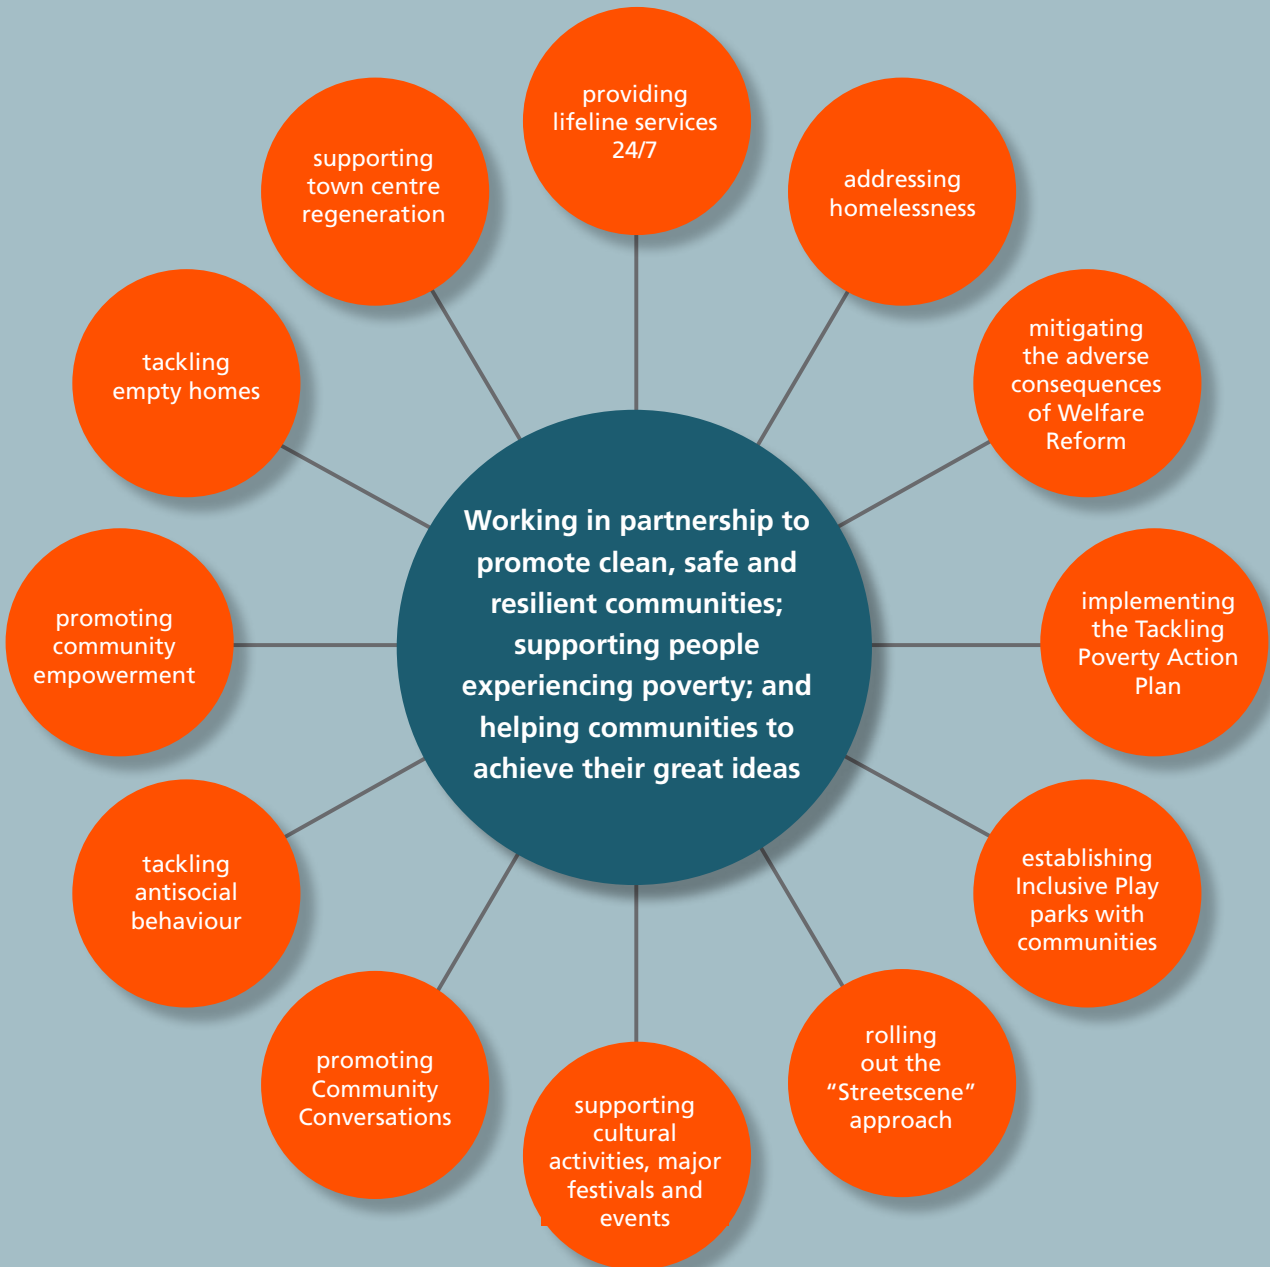 providing
lifeline services
24/7
addressing
homelessness
mitigating
the adverse
consequences
of Welfare
Reform
implementing
the Tackling
Poverty Action
Plan
establishing
Inclusive Play
parks with
communities
rolling
out the
“Streetscene”
approach
supporting
cultural
activities, major
festivals and
events
promoting
Community
Conversations
tackling
antisocial
behaviour
promoting
community
empowerment
tackling
empty homes
supporting
town centre
regeneration
Working in partnership to
promote clean, safe and
resilient communities;
supporting people
experiencing poverty; and
helping communities to
achieve their great ideas